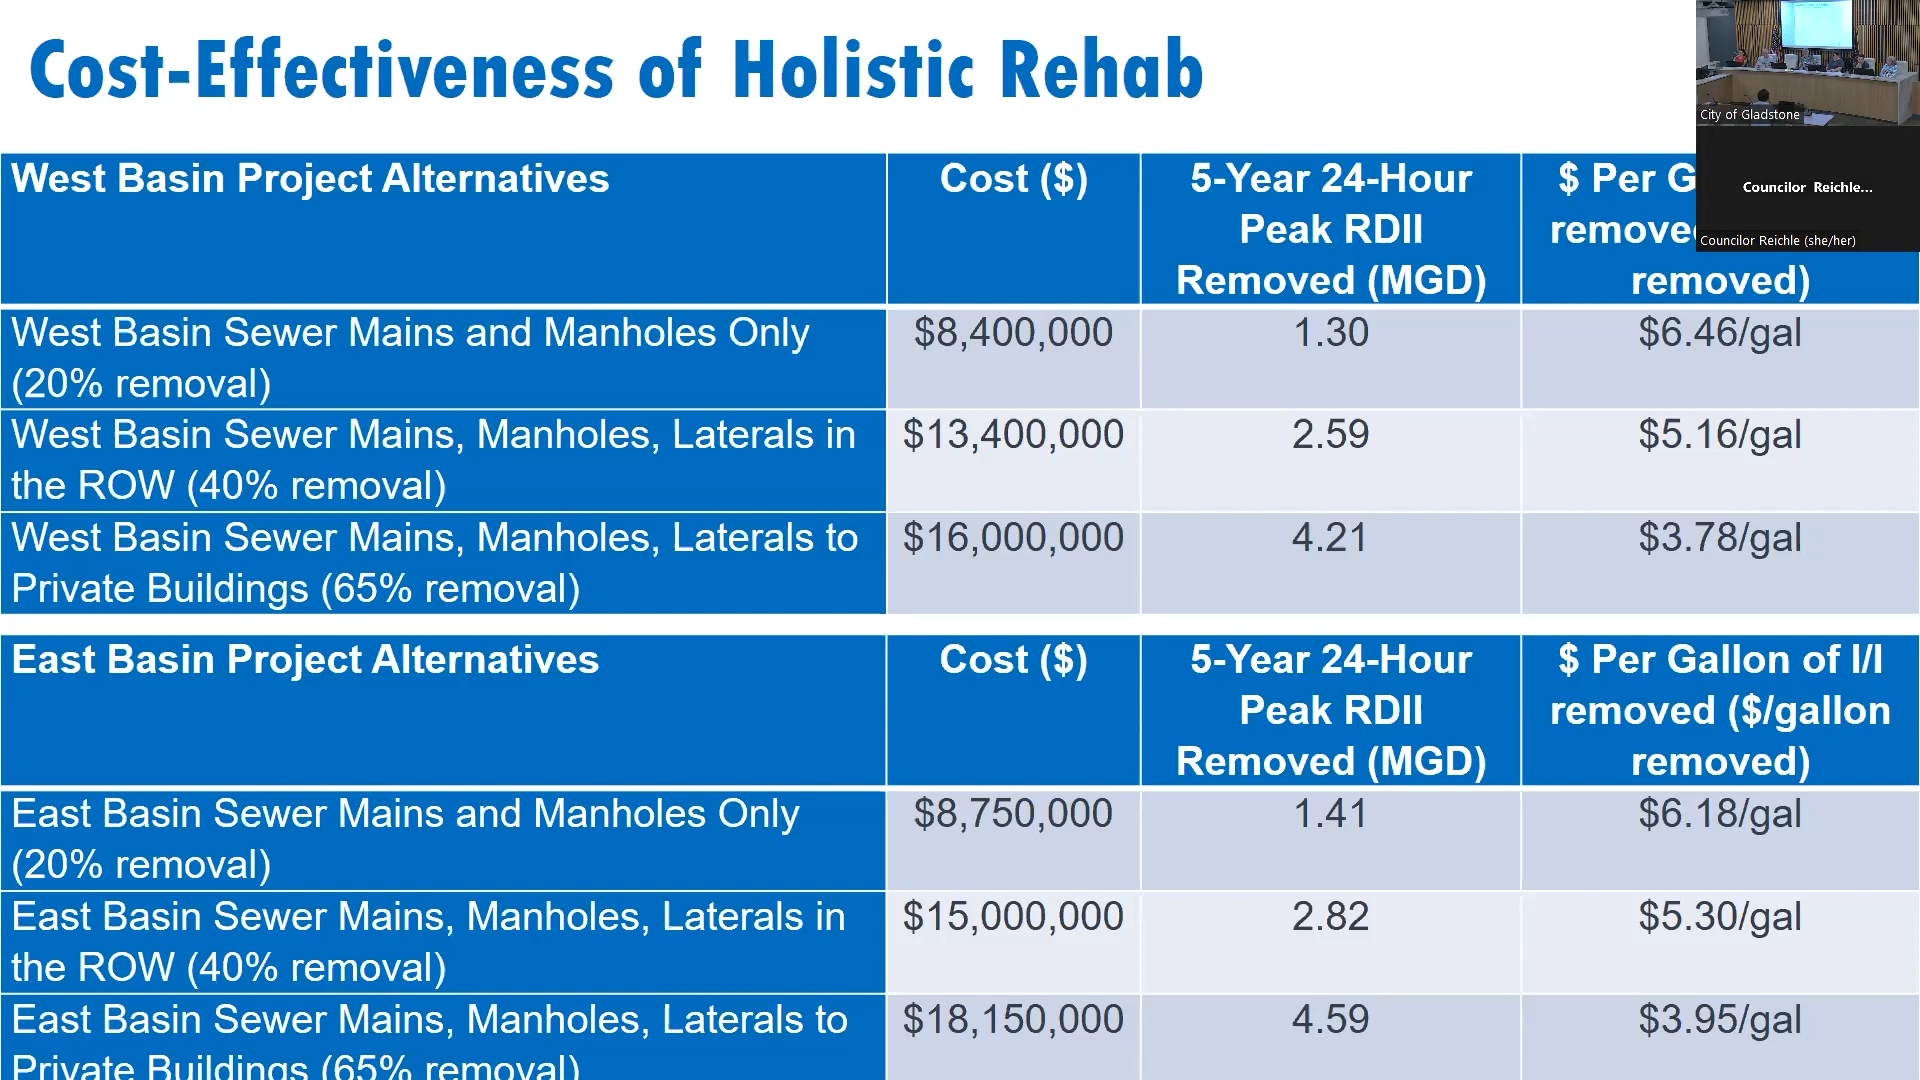 Cost-Effectiveness of Holistic Rehab
City of Gladstone
Councilor Reichle...
Councilor Reichle (she/her)
West Basin Project Alternatives
Cost ($)
5-Year 24-Hour
Peak RDII
Removed (MGD)
$ Per G
remove
removed)
West Basin Sewer Mains and Manholes Only
(20% removal)
$8,400,000
1.30
$6.46/gal
West Basin Sewer Mains, Manholes, Laterals in
the ROW (40% removal)
$13,400,000
2.59
$5.16/gal
West Basin Sewer Mains, Manholes, Laterals to
Private Buildings (65% removal)
$16,000,000
4.21
$3.78/gal
East Basin Project Alternatives
Cost ($)
5-Year 24-Hour
Peak RDII
Removed (MGD)
$ Per Gallon of I/I
removed ($/gallon
removed)
East Basin Sewer Mains and Manholes Only
(20% removal)
$8,750,000
1.41
$6.18/gal
East Basin Sewer Mains, Manholes, Laterals in
the ROW (40% removal)
$15,000,000
2.82
$5.30/gal
East Basin Sewer Mains, Manholes, Laterals to
Private Buildings (65% removal)
$18,150,000
4.59
$3.95/gal